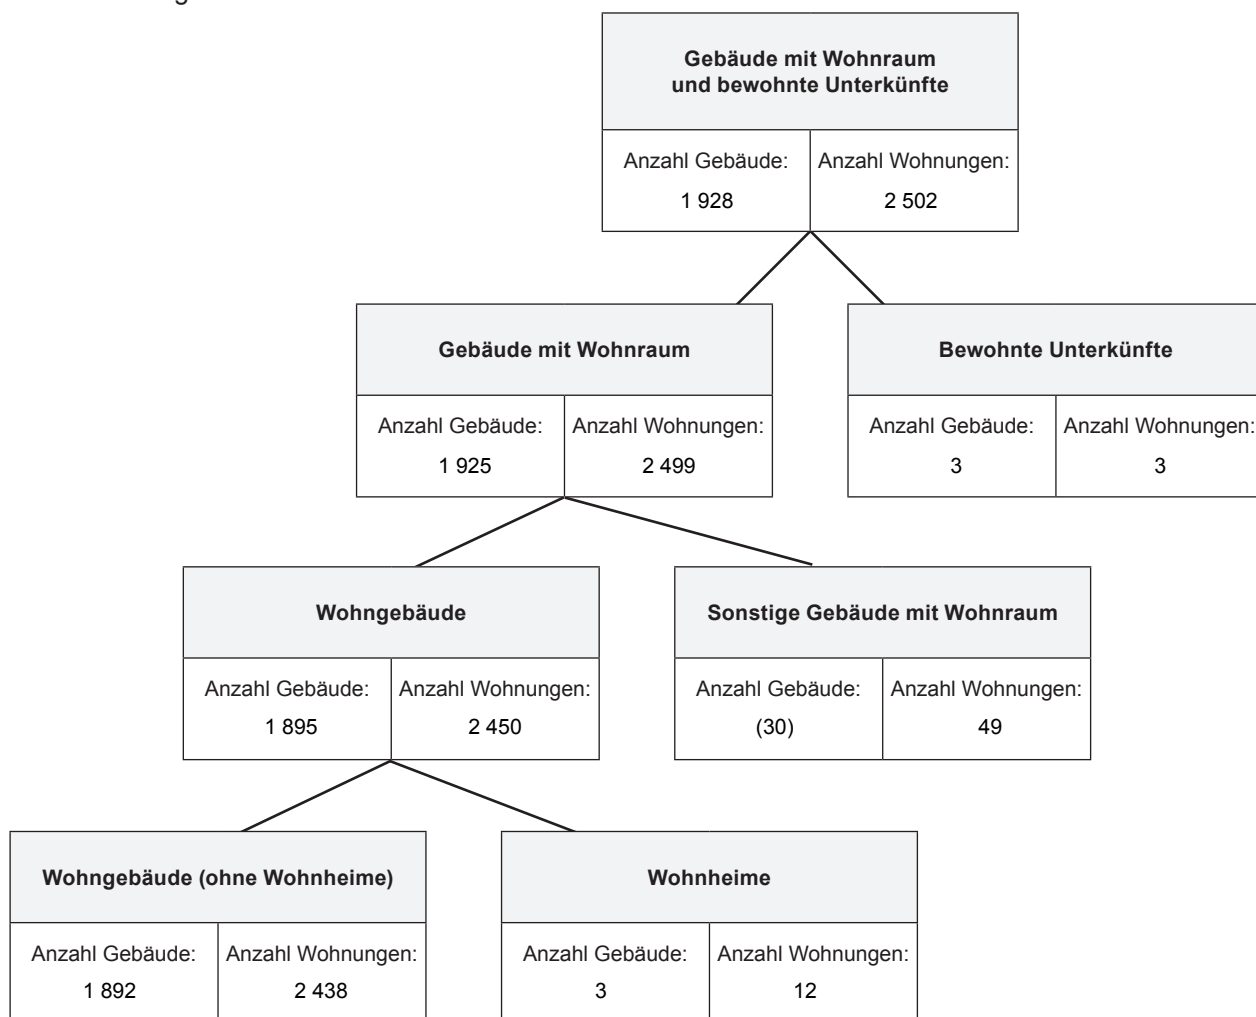 Gebäude mit Wohnraum
und bewohnte Unterkünfte
Anzahl Gebäude: Anzahl Wohnungen:
1 928 2 502
Gebäude mit Wohnraum Bewohnte Unterkünfte
Anzahl Gebäude: Anzahl Wohnungen: Anzahl Gebäude: Anzahl Wohnungen:
1 925 2 499 3 3
Wohngebäude Sonstige Gebäude mit Wohnraum
Anzahl Gebäude: Anzahl Wohnungen: Anzahl Gebäude: Anzahl Wohnungen:
1 895 2 450 (30) 49
Wohngebäude (ohne Wohnheime) Wohnheime
Anzahl Gebäude: Anzahl Wohnungen: Anzahl Gebäude: Anzahl Wohnungen:
1 892 2 438 3 12